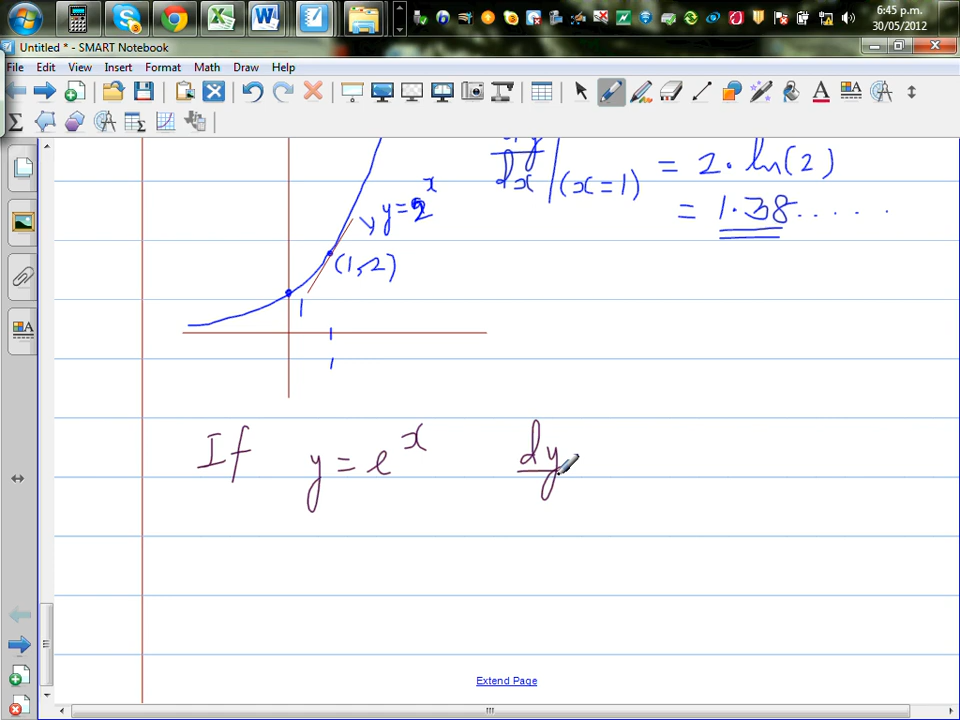 6:45 p.m.
30/05/2012
Untitled * - SMART Notebook
File Edit View Insert Format Math Draw Help
dy
dx |(x=1) = 2·ln(2)
= 1.38......
y=2^x
(1,2)
1
1
If y=e^x dy
Extend Page